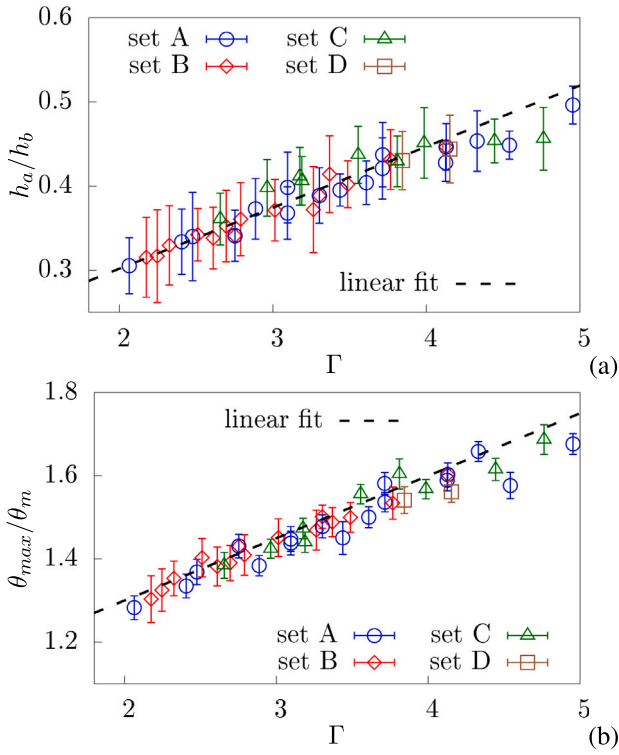 set A set C
set B set D
0.6
0.5
0.4
0.3
h_a/h_b
linear fit
2 3 4 5
Γ
(a)
1.8
1.6
1.4
1.2
θ_max/θ_m
linear fit
set A set C
set B set D
2 3 4 5
Γ
(b)